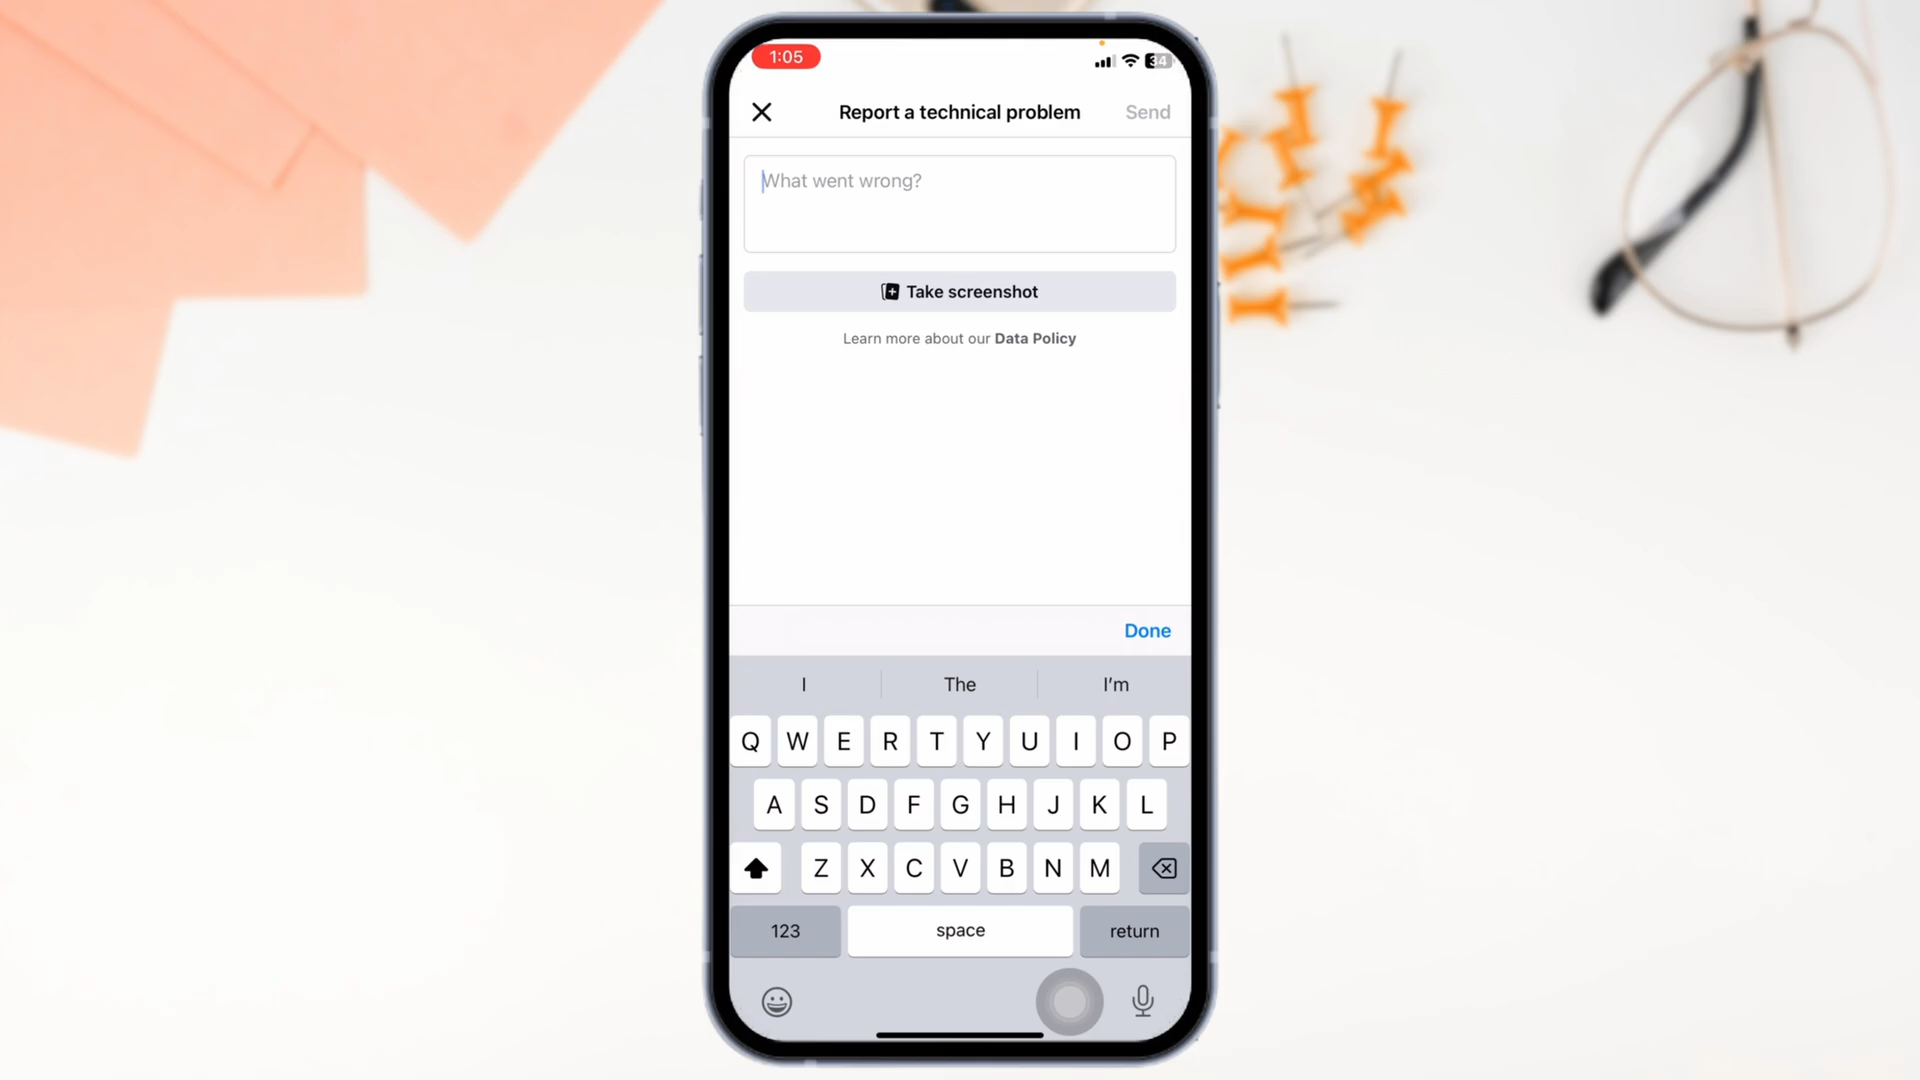 1:05
34
Report a technical problem
Send
What went wrong?
Take screenshot
Learn more about our Data Policy
Done
I
The
I'm
Q W E R T Y U I O P
A S D F G H J K L
Z X C V B N M
123
space
return